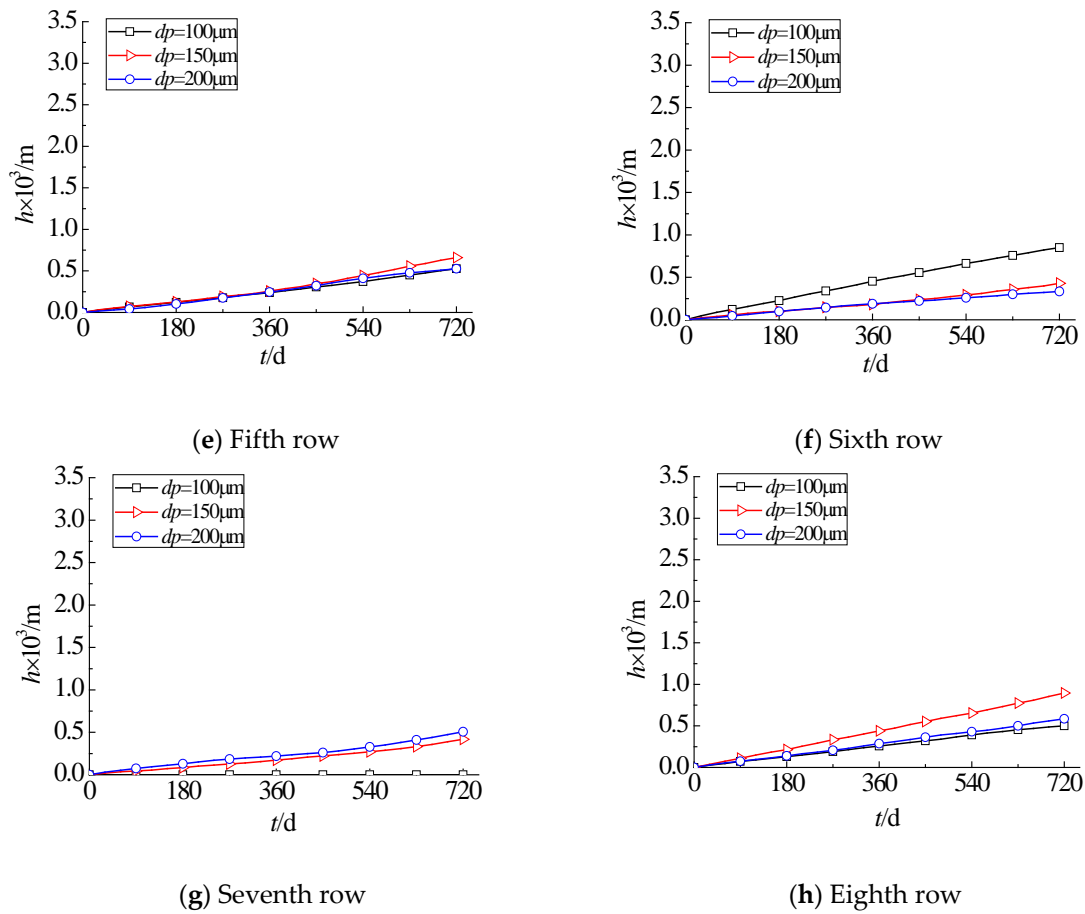 dp=100μm
dp=150μm
dp=200μm
3.5
3.0
2.5
2.0
1.5
1.0
0.5
0.0
h×10³/m
0 180 360 540 720
t/d
(e) Fifth row
dp=100μm
dp=150μm
dp=200μm
3.5
3.0
2.5
2.0
1.5
1.0
0.5
0.0
h×10³/m
0 180 360 540 720
t/d
(f) Sixth row
dp=100μm
dp=150μm
dp=200μm
3.5
3.0
2.5
2.0
1.5
1.0
0.5
0.0
h×10³/m
0 180 360 540 720
t/d
(g) Seventh row
dp=100μm
dp=150μm
dp=200μm
3.5
3.0
2.5
2.0
1.5
1.0
0.5
0.0
h×10³/m
0 180 360 540 720
t/d
(h) Eighth row